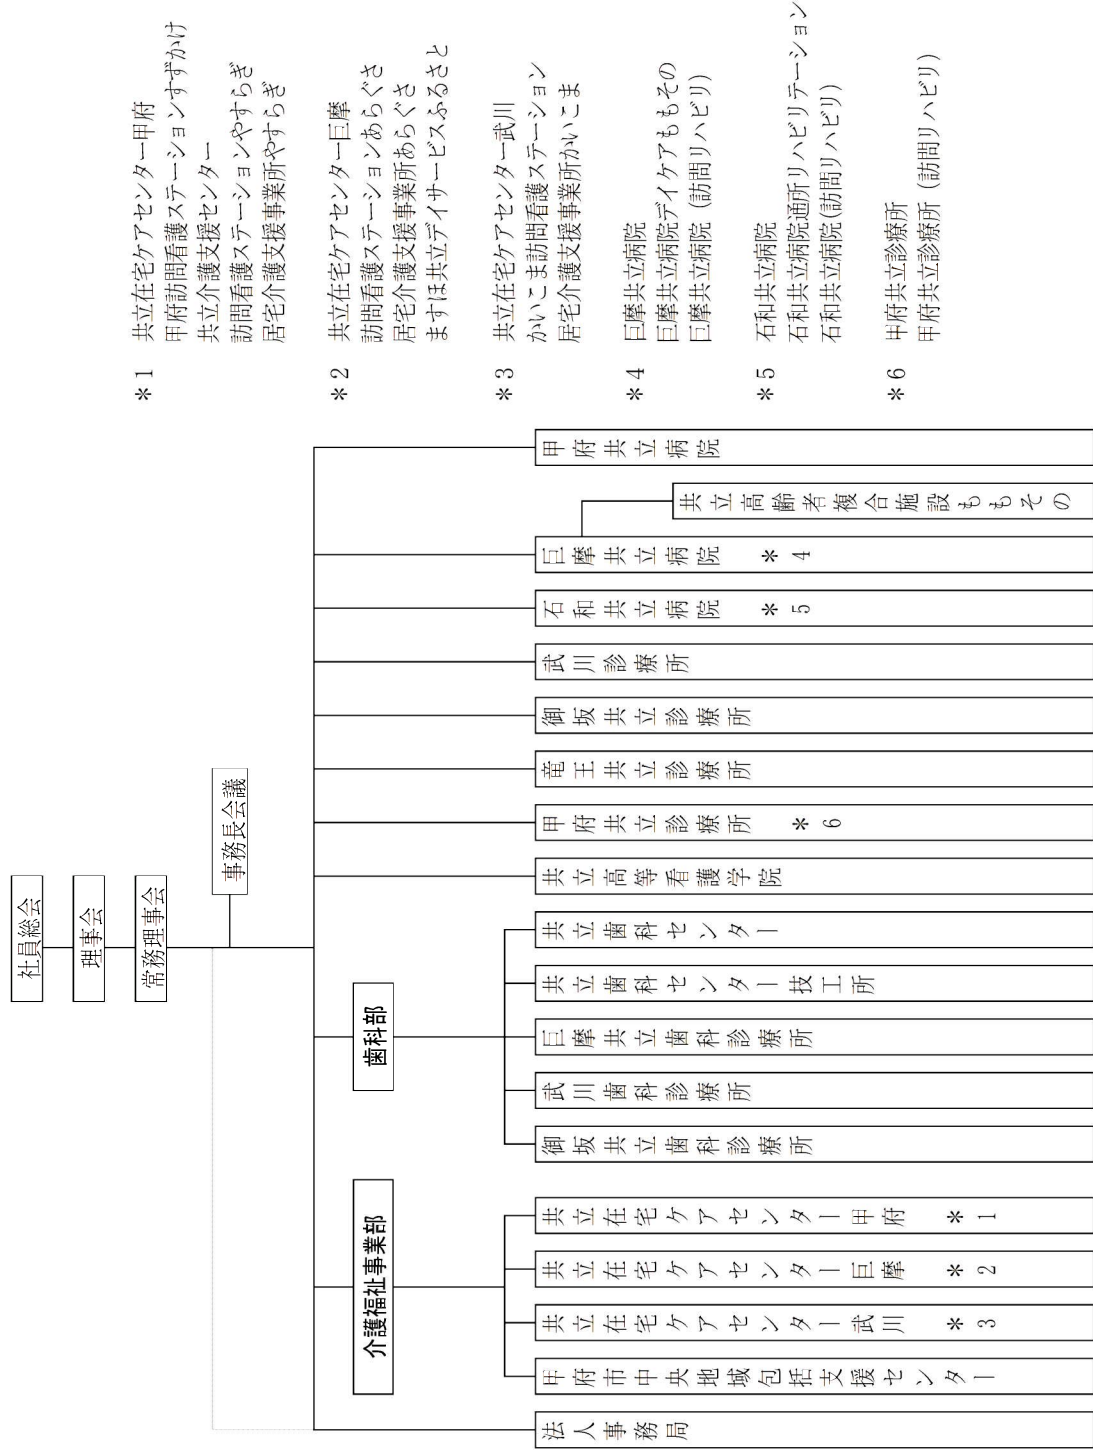 社員総会
理事会
常務理事会
事務長会議
歯科部
介護福祉事業部
法人事務局
甲府市中央地域包括支援センター
共立在宅ケアセンター武川 ＊3
共立在宅ケアセンター巨摩 ＊2
共立在宅ケアセンター甲府 ＊1
御坂共立歯科診療所
武川歯科診療所
巨摩共立歯科診療所
共立歯科センター技工所
共立歯科センター
共立高等看護学院
甲府共立診療所 ＊6
竜王共立診療所
御坂共立診療所
武川診療所
石和共立病院 ＊5
巨摩共立病院 ＊4
共立高齢者複合施設ももその
甲府共立病院
＊1 共立在宅ケアセンター甲府
甲府訪問看護ステーションすずかけ
共立介護支援センター
訪問看護ステーションやすらぎ
居宅介護支援事業所やすらぎ
＊2 共立在宅ケアセンター巨摩
訪問看護ステーションあらぐさ
居宅介護支援事業所あらぐさ
ますほ共立デイサービスふるさと
＊3 共立在宅ケアセンター武川
かいこま訪問看護ステーション
居宅介護支援事業所かいこま
＊4 巨摩共立病院
巨摩共立病院デイケアももその
巨摩共立病院（訪問リハビリ）
＊5 石和共立病院
石和共立病院通所リハビリテーション
石和共立病院（訪問リハビリ）
＊6 甲府共立診療所
甲府共立診療所（訪問リハビリ）